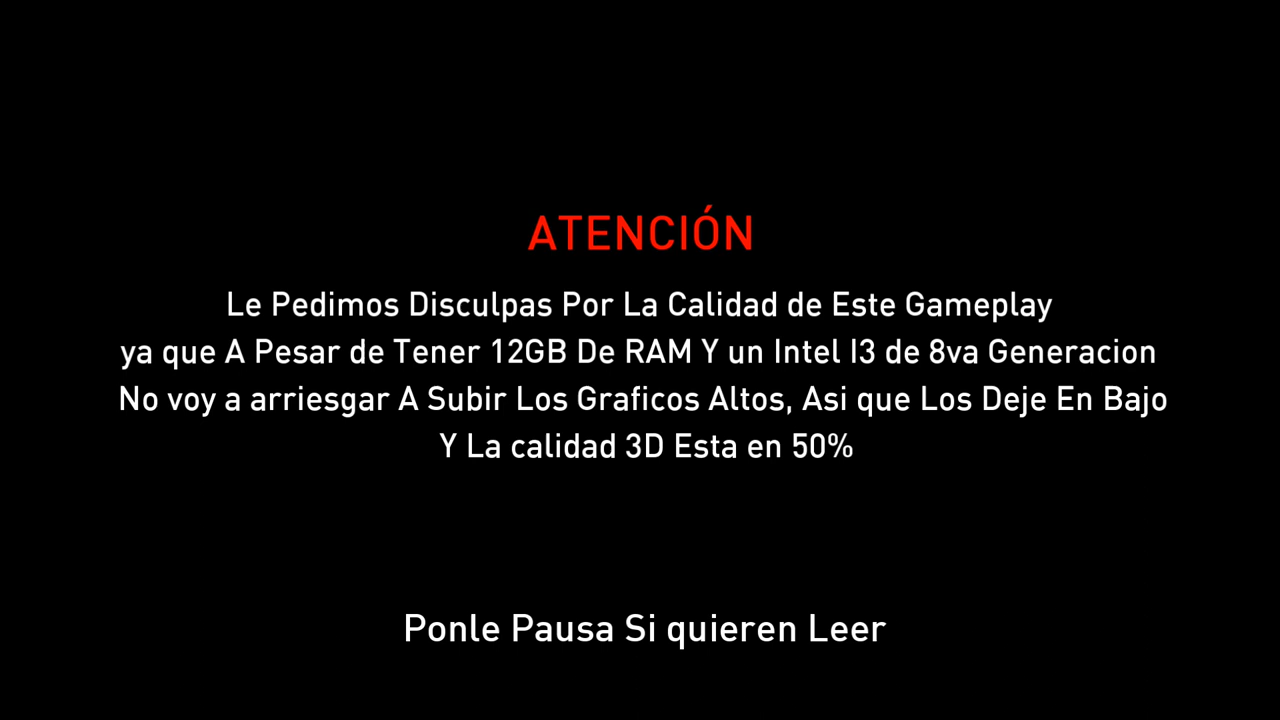 ATENCIÓN
Le Pedimos Disculpas Por La Calidad de Este Gameplay
ya que A Pesar de Tener 12GB De RAM Y un Intel I3 de 8va Generacion
No voy a arriesgar A Subir Los Graficos Altos, Asi que Los Deje En Bajo
Y La calidad 3D Esta en 50%
Ponle Pausa Si quieren Leer